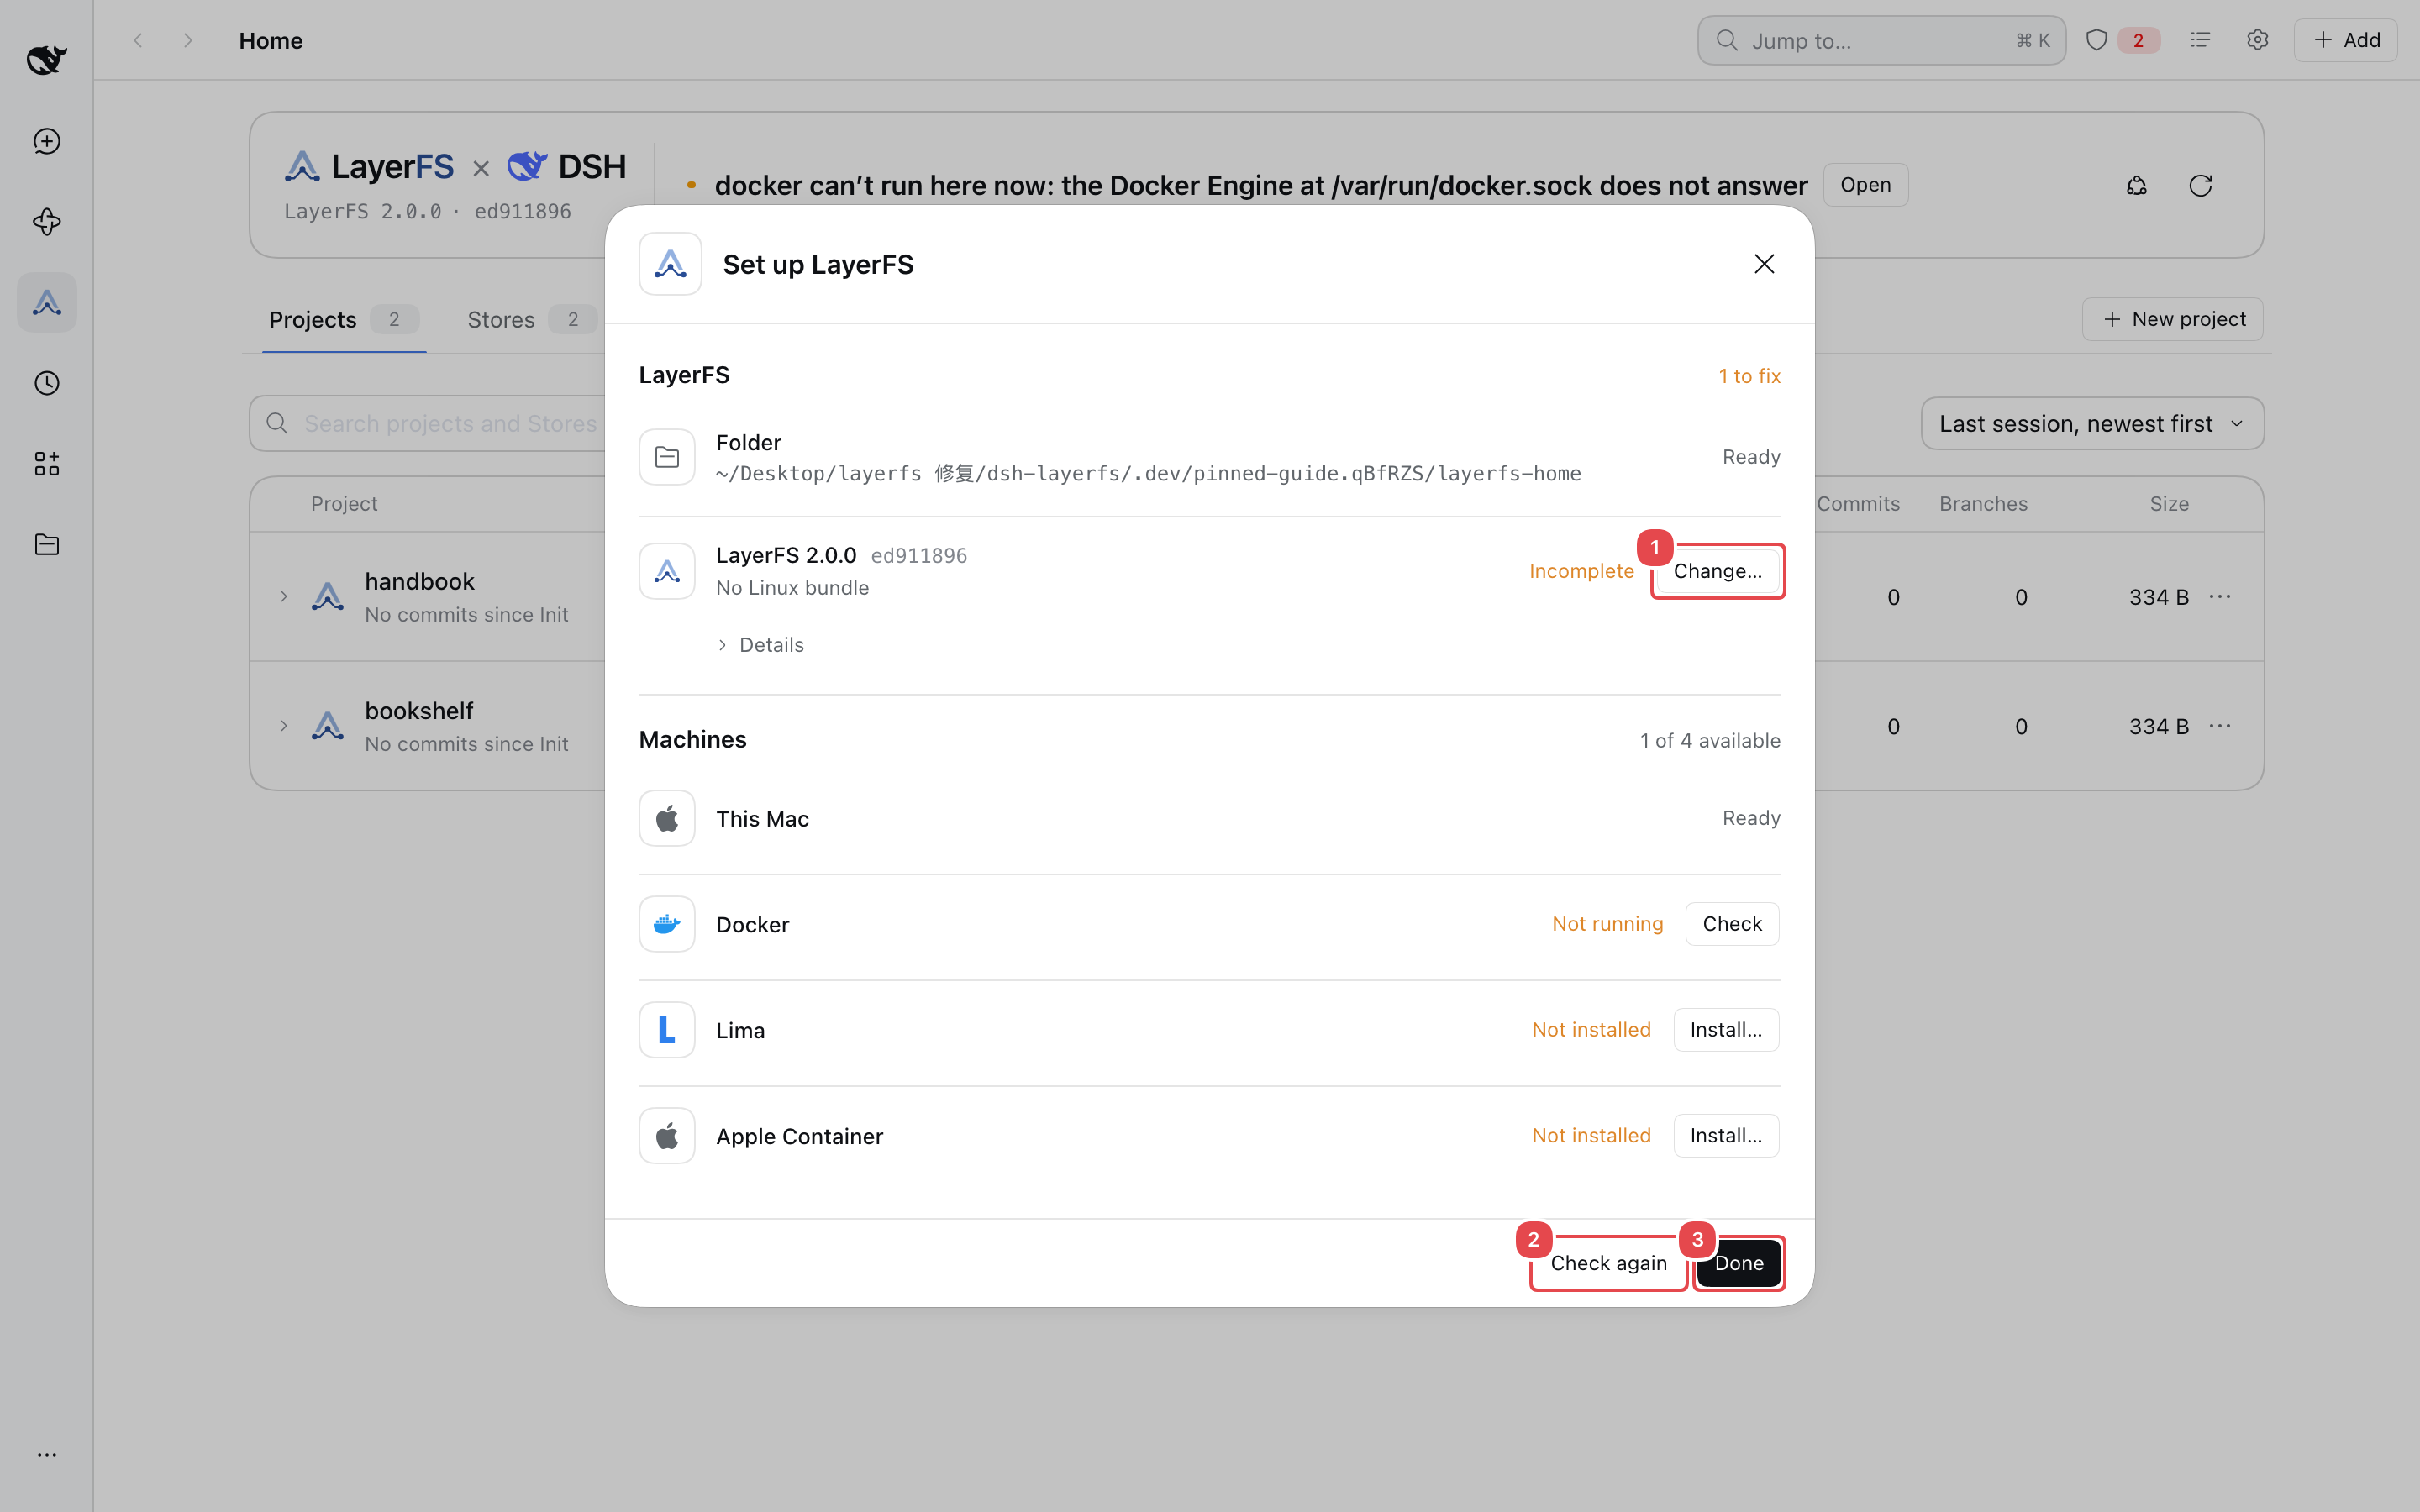 Home
Jump to...
⌘ K
2
Add
LayerFS × DSH
LayerFS 2.0.0 · ed911896
docker can’t run here now: the Docker Engine at /var/run/docker.sock does not answer
Open
Projects 2
Stores 2
New project
Search projects and Stores
Last session, newest first
Project
Commits
Branches
Size
handbook
No commits since Init
0
0
334 B
bookshelf
No commits since Init
0
0
334 B
Set up LayerFS
LayerFS
1 to fix
Folder
~/Desktop/layerfs 修复/dsh-layerfs/.dev/pinned-guide.qBfRZS/layerfs-home
Ready
LayerFS 2.0.0 ed911896
No Linux bundle
Incomplete
1
Change...
Details
Machines
1 of 4 available
This Mac
Ready
Docker
Not running
Check
L
Lima
Not installed
Install...
Apple Container
Not installed
Install...
2
Check again
3
Done